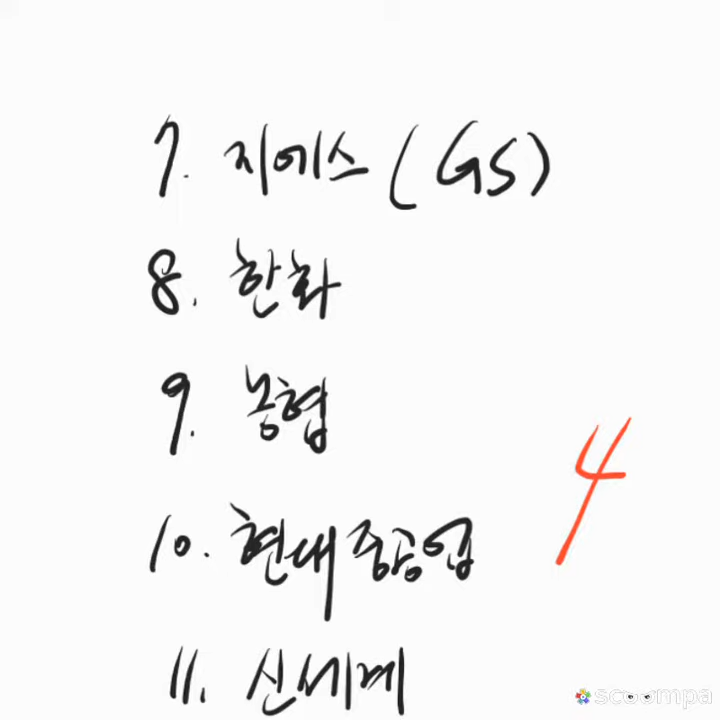 7. 지에스 (GS)
8. 한화
9. 농협
10. 현대중공업
4
11. 신세계
scoompa